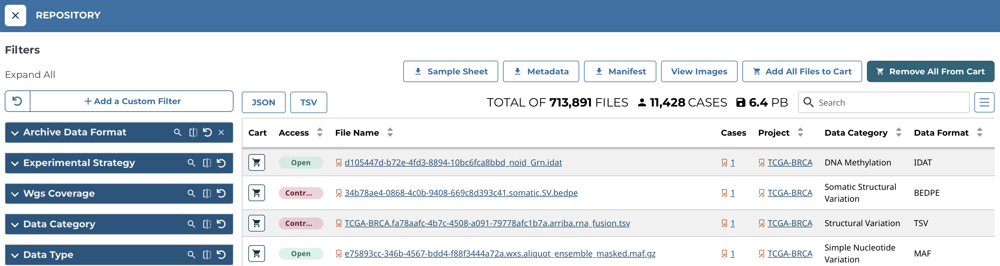 REPOSITORY
Filters
Expand All
Sample Sheet
Metadata
Manifest
View Images
Add All Files to Cart
Remove All From Cart
+ Add a Custom Filter
JSON
TSV
TOTAL OF 713,891 FILES 11,428 CASES 6.4 PB
Search
Archive Data Format
Experimental Strategy
Wgs Coverage
Data Category
Data Type
Cart Access File Name Cases Project Data Category Data Format
Open d105447d-b72e-4fd3-8894-10bc6fca8bbd_noid_Grn.idat 1 TCGA-BRCA DNA Methylation IDAT
Contr... 34b78ae4-0868-4c0b-9408-669c8d393c41.somatic.SV.bedpe 1 TCGA-BRCA Somatic Structural Variation BEDPE
Contr... TCGA-BRCA.fa78aafc-4b7c-4508-a091-79778afc1b7a.arriba.rna_fusion.tsv 1 TCGA-BRCA Structural Variation TSV
Open e75893cc-346b-4567-bdd4-f88f3444a72a.wxs.aliquot_ensemble_masked.maf.gz 1 TCGA-BRCA Simple Nucleotide Variation MAF